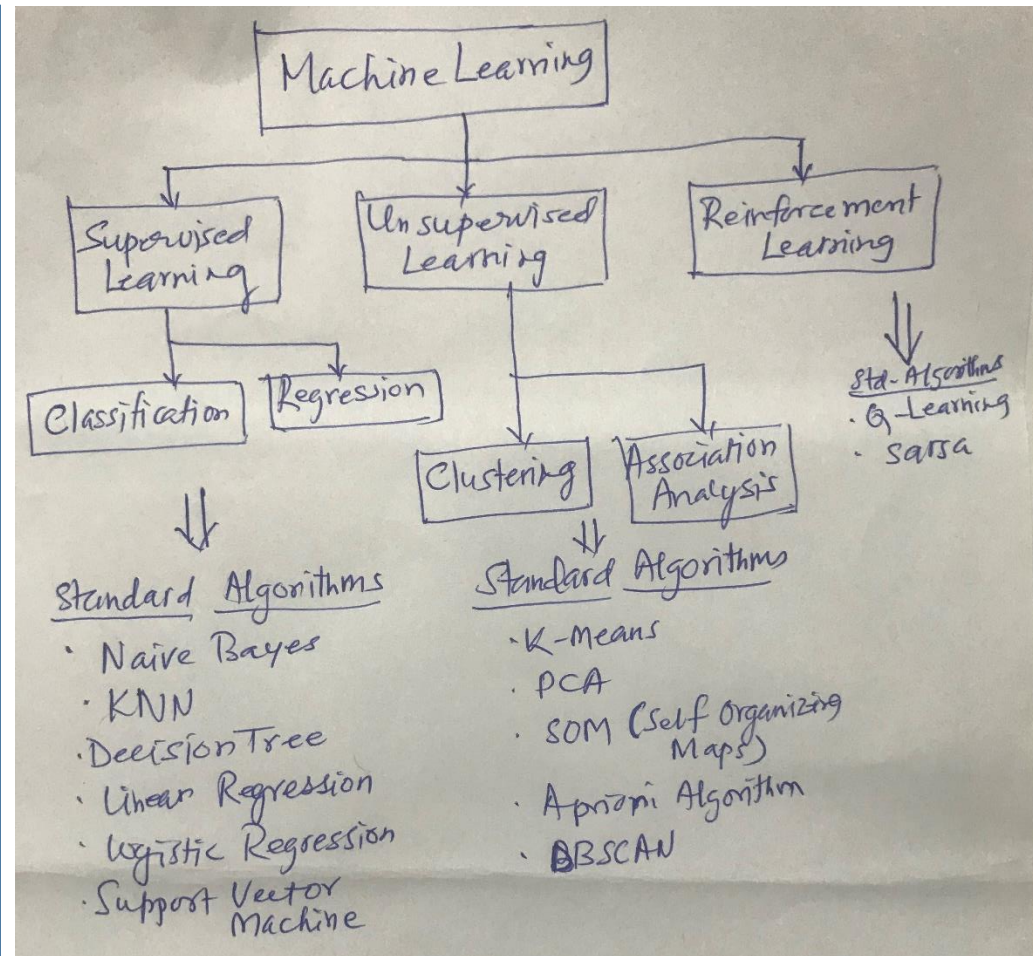 Machine Learning
Supervised
Learning
Unsupervised
Learning
Reinforcement
Learning
Classification
Regression
Clustering
Association
Analysis
Std-Algorithms
· Q-Learning
· Sarsa
Standard Algorithms
· Naive Bayes
· KNN
· Decision Tree
· Linear Regression
· Logistic Regression
· Support Vector
Machine
Standard Algorithms
· K-Means
· PCA
· SOM (Self Organizing
Maps)
· Apriori Algorithm
· DBSCAN